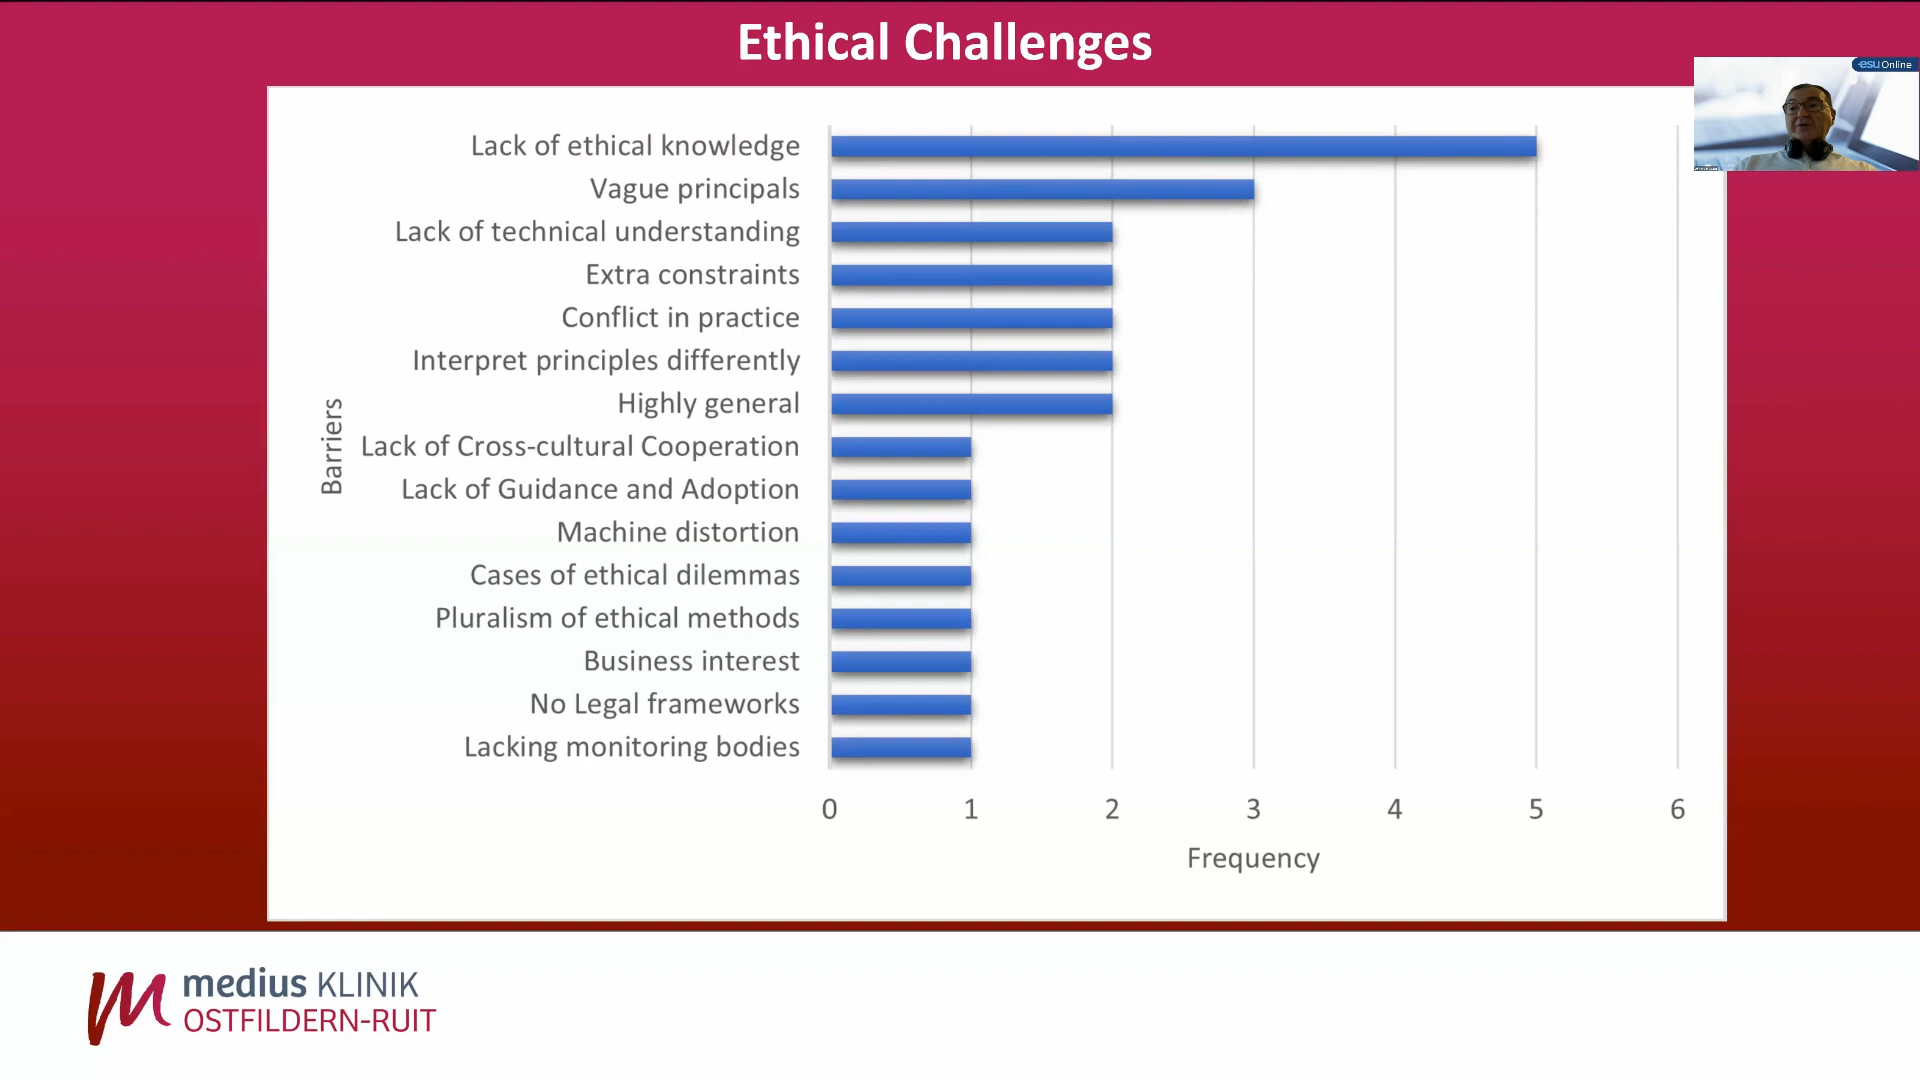 Ethical Challenges
esu Online
Lack of ethical knowledge
Vague principals
Lack of technical understanding
Extra constraints
Conflict in practice
Interpret principles differently
Highly general
Lack of Cross-cultural Cooperation
Lack of Guidance and Adoption
Machine distortion
Cases of ethical dilemmas
Pluralism of ethical methods
Business interest
No Legal frameworks
Lacking monitoring bodies
Barriers
0 1 2 3 4 5 6
Frequency
medius KLINIK
OSTFILDERN-RUIT